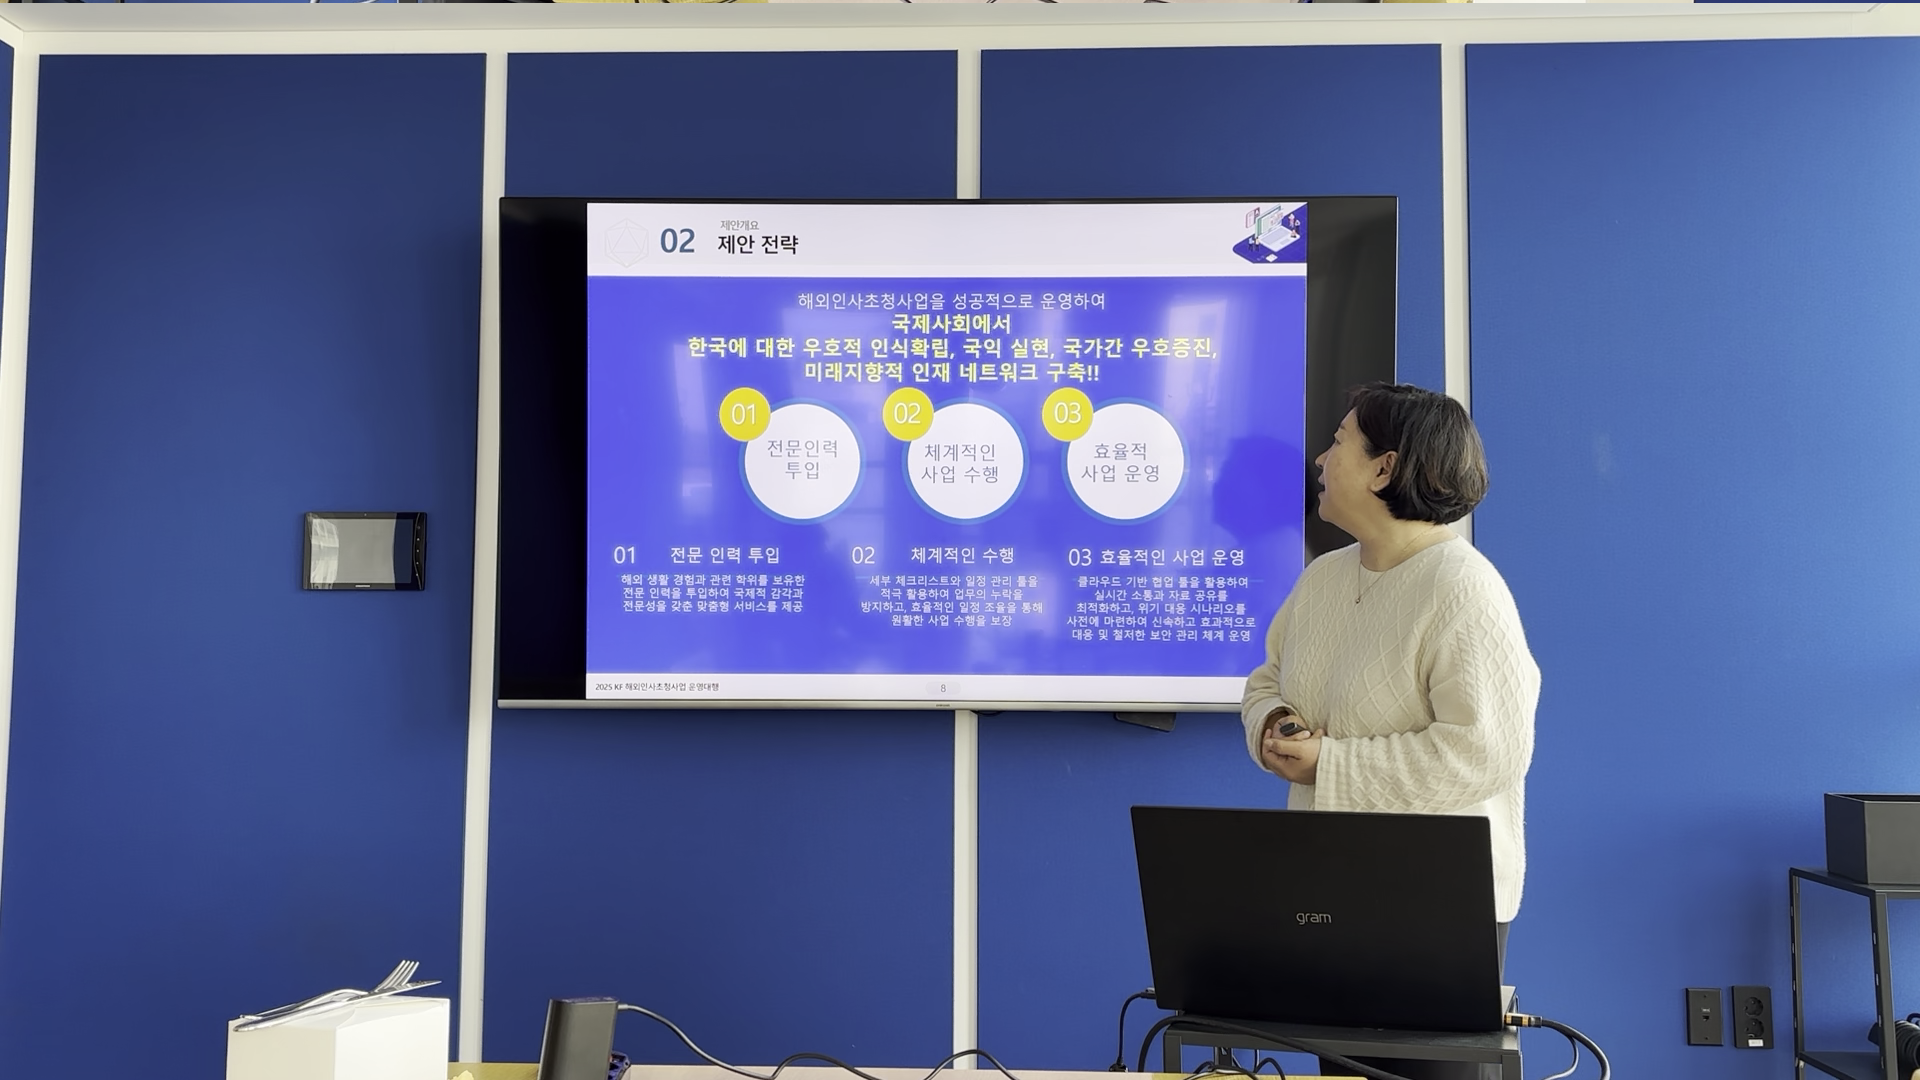 제안개요
02 제안 전략
해외인사초청사업을 성공적으로 운영하여
국제사회에서
한국에 대한 우호적 인식확립, 국익 실현, 국가간 우호증진,
미래지향적 인재 네트워크 구축!!
01
전문인력
투입
02
체계적인
사업 수행
03
효율적
사업 운영
01 전문 인력 투입
해외 생활 경험과 관련 학위를 보유한
전문 인력을 투입하여 국제적 감각과
전문성을 갖춘 맞춤형 서비스를 제공
02 체계적인 수행
세부 체크리스트와 일정 관리 툴을
적극 활용하여 업무의 누락을
방지하고, 효율적인 일정 조율을 통해
원활한 사업 수행을 보장
03 효율적인 사업 운영
클라우드 기반 협업 툴을 활용하여
실시간 소통과 자료 공유를
최적화하고, 위기 대응 시나리오를
사전에 마련하여 신속하고 효과적으로
대응 및 철저한 보안 관리 체계 운영
2025 KF 해외인사초청사업 운영대행
8
gram